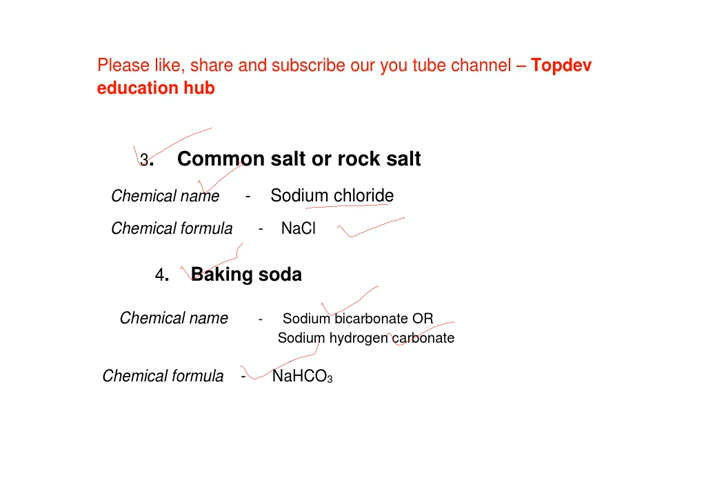 Please like, share and subscribe our you tube channel – Topdev
education hub
3. Common salt or rock salt
Chemical name - Sodium chloride
Chemical formula - NaCl
4. Baking soda
Chemical name - Sodium bicarbonate OR
Sodium hydrogen carbonate
Chemical formula - NaHCO₃